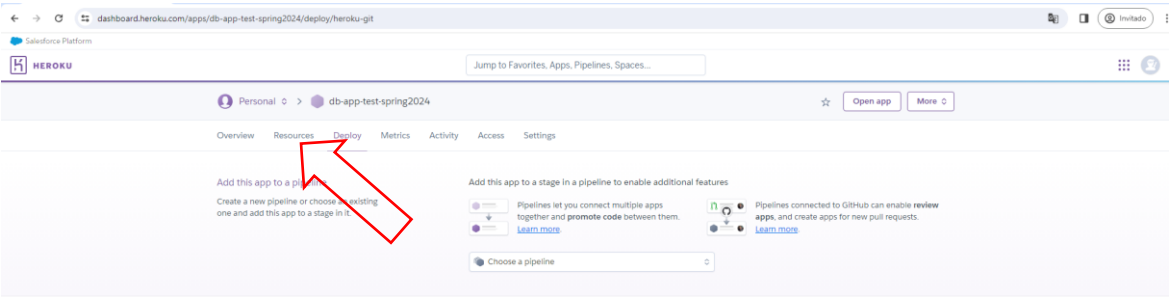 dashboard.heroku.com/apps/db-app-test-spring2024/deploy/heroku-git
Invitado
Salesforce Platform
HEROKU
Jump to Favorites, Apps, Pipelines, Spaces...
Personal > db-app-test-spring2024
Open app
More
Overview Resources Deploy Metrics Activity Access Settings
Add this app to a pipeline
Create a new pipeline or choose an existing
one and add this app to a stage in it.
Add this app to a stage in a pipeline to enable additional features
Pipelines let you connect multiple apps
together and promote code between them.
Learn more.
Pipelines connected to GitHub can enable review
apps, and create apps for new pull requests.
Learn more.
Choose a pipeline